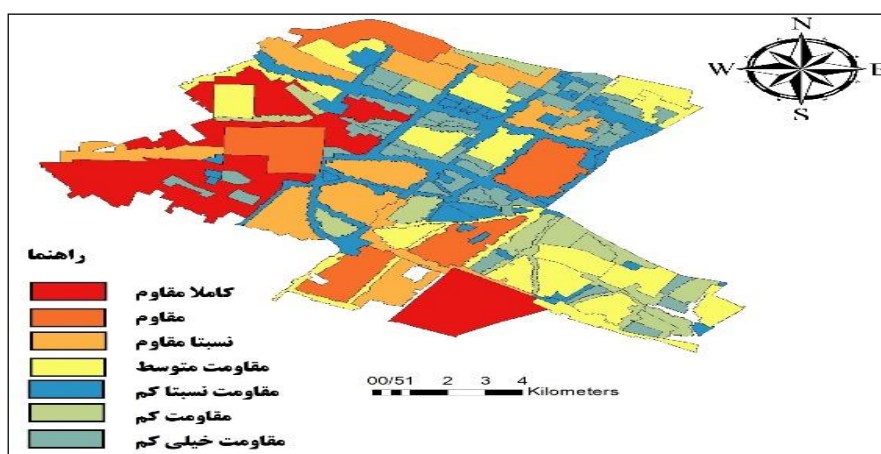 N
W E
S
راهنما
کاملا مقاوم
مقاوم
نسبتا مقاوم
مقاومت متوسط
مقاومت نسبتا کم
مقاومت کم
مقاومت خیلی کم
00/51 2 3 4
Kilometers